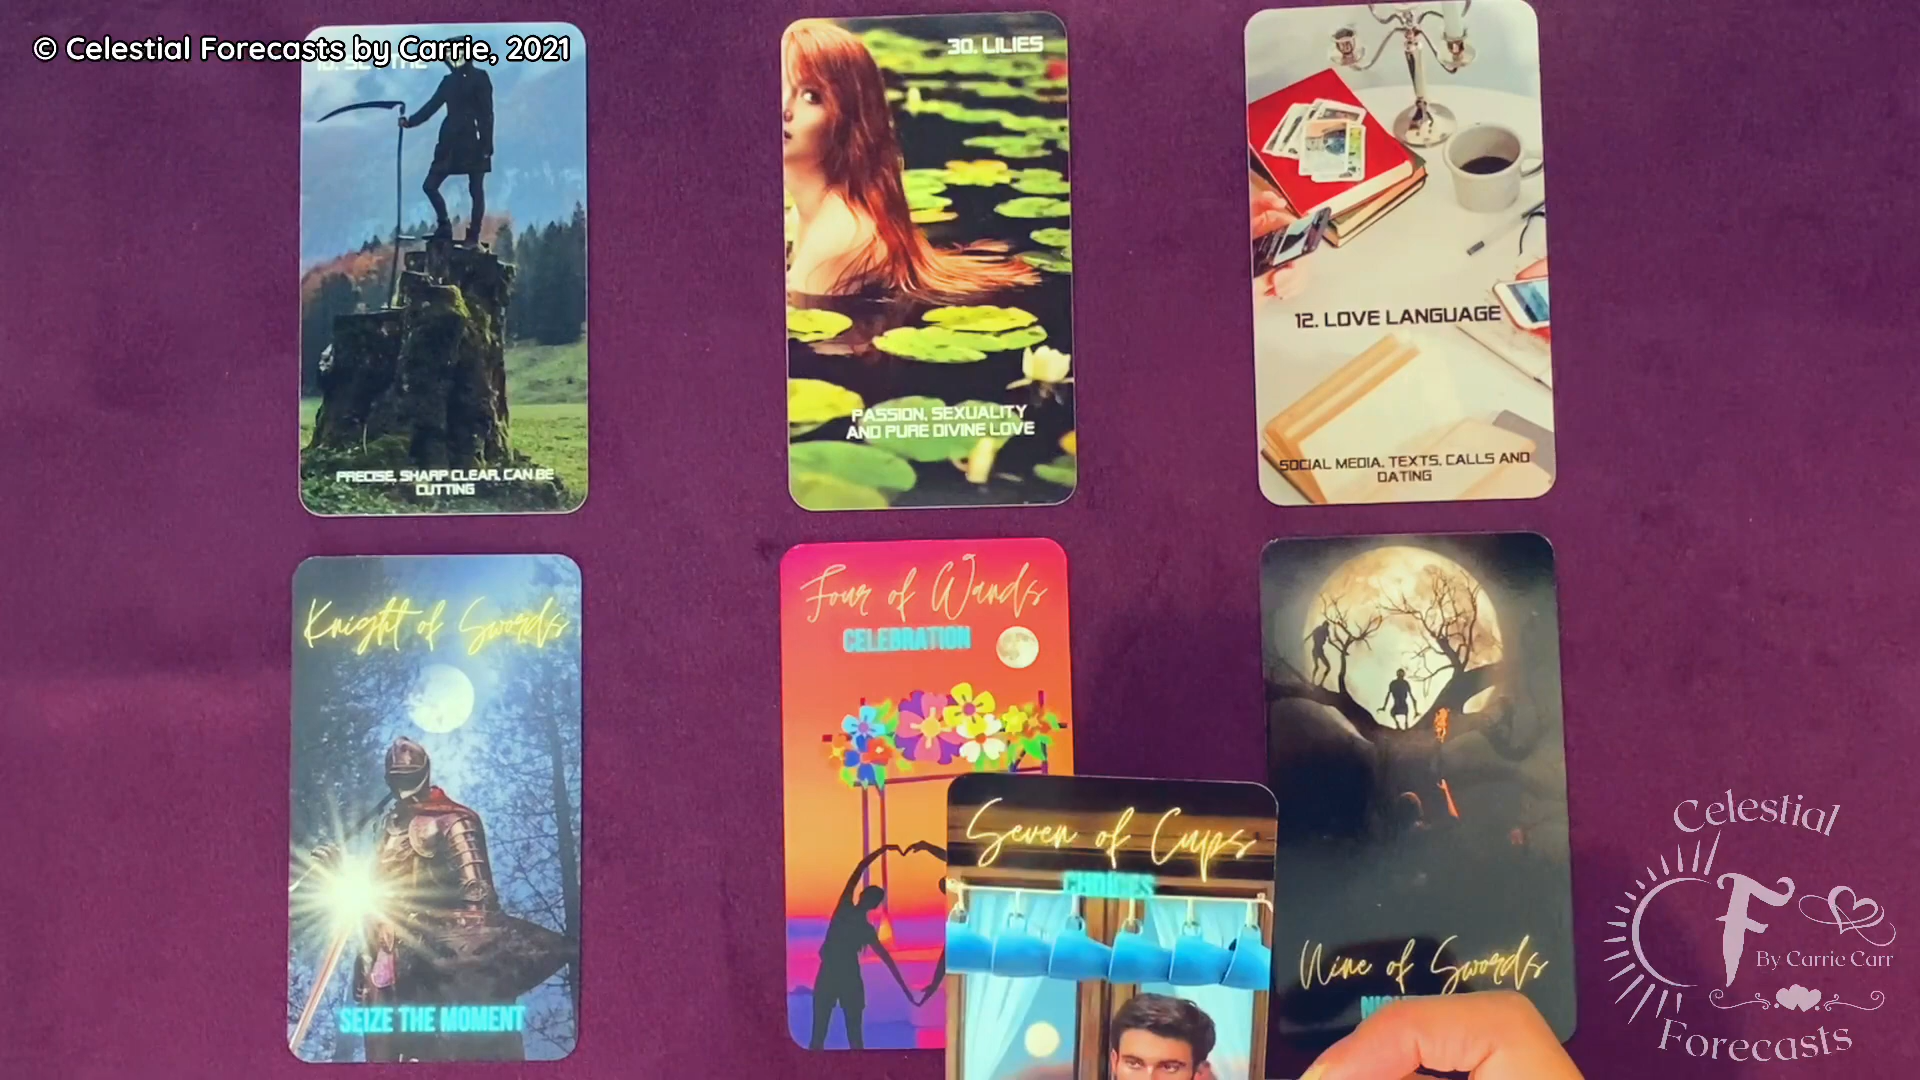 © Celestial Forecasts by Carrie, 2021
PRECISE, SHARP CLEAR, CAN BE
CUTTING
30. LILIES
PASSION, SEXUALITY
AND PURE DIVINE LOVE
12. LOVE LANGUAGE
SOCIAL MEDIA, TEXTS, CALLS AND
DATING
Knight of Swords
SEIZE THE MOMENT
Four of Wands
CELEBRATION
Seven of Cups
CHOICES
Nine of Swords
Celestial
F
By Carrie Carr
Forecasts